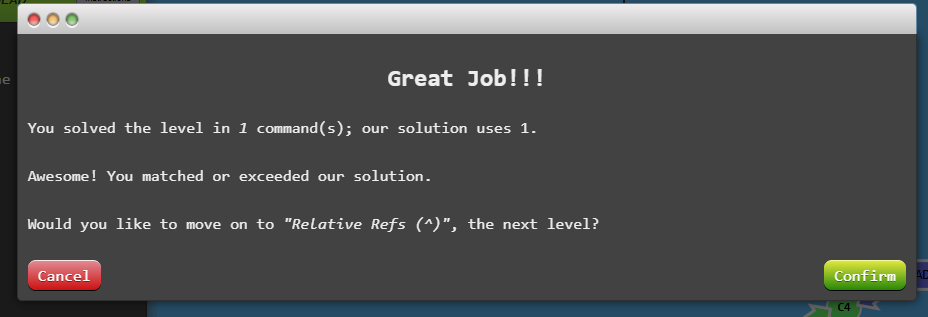 Instructions
Great Job!!!
You solved the level in 1 command(s); our solution uses 1.
Awesome! You matched or exceeded our solution.
Would you like to move on to "Relative Refs (^)", the next level?
Cancel
Confirm
C4